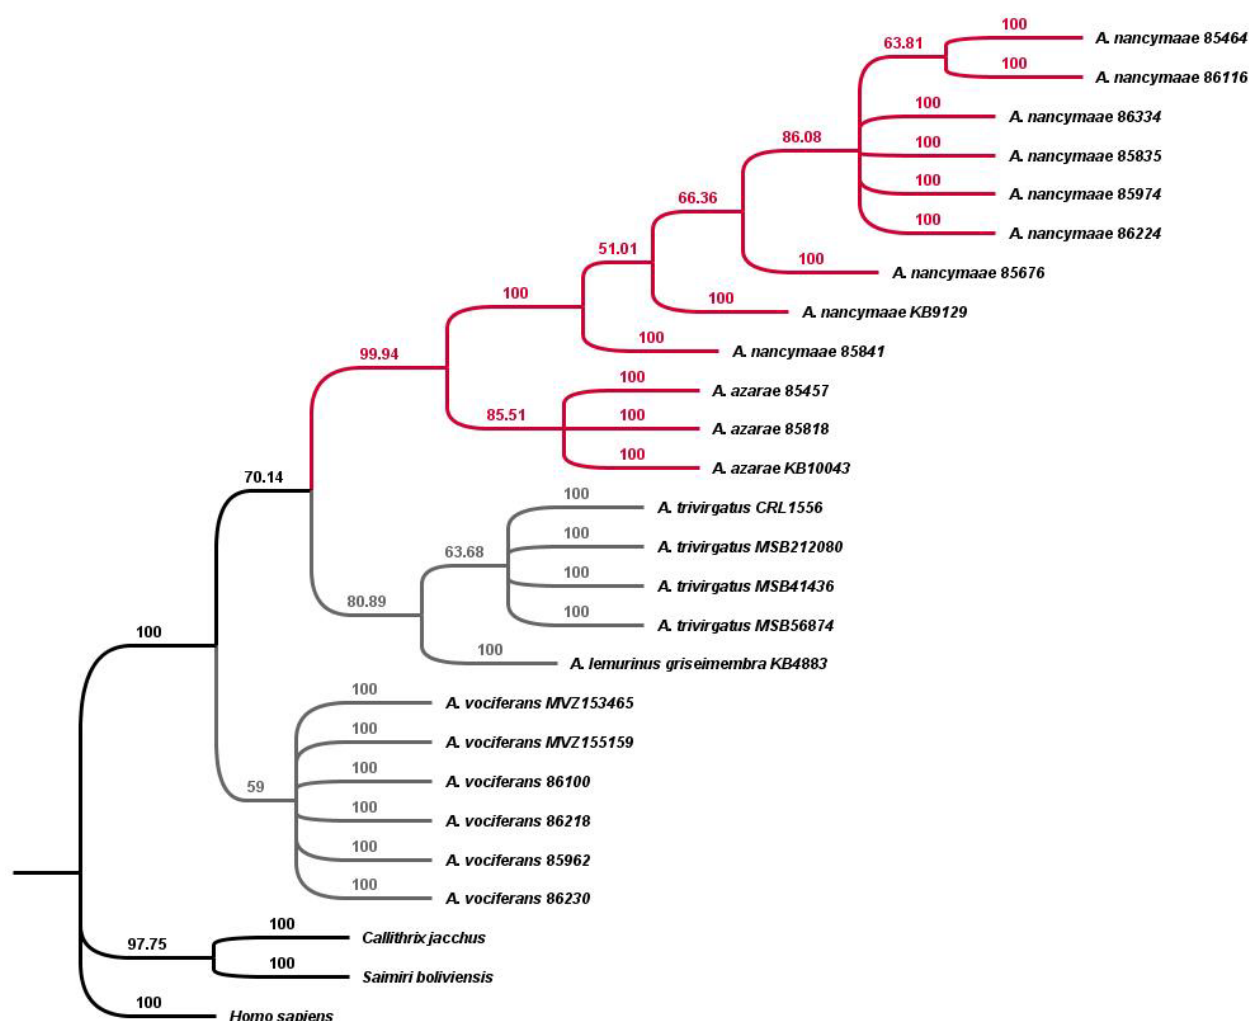 100
A. nancymaae 85464
63.81
100
A. nancymaae 86116
100
A. nancymaae 86334
86.08
100
A. nancymaae 85835
100
A. nancymaae 85974
66.36
100
A. nancymaae 86224
51.01
100
A. nancymaae 85676
100
100
A. nancymaae KB9129
100
A. nancymaae 85841
99.94
100
A. azarae 85457
85.51
100
A. azarae 85818
100
A. azarae KB10043
70.14
100
A. trivirgatus CRL1556
63.68
100
A. trivirgatus MSB212080
100
A. trivirgatus MSB41436
80.89
100
A. trivirgatus MSB56874
100
100
A. lemurinus griseimembra KB4883
100
A. vociferans MVZ153465
100
A. vociferans MVZ155159
59
100
A. vociferans 86100
100
A. vociferans 86218
100
A. vociferans 85962
100
A. vociferans 86230
97.75
100
Callithrix jacchus
100
Saimiri boliviensis
100
Homo sapiens